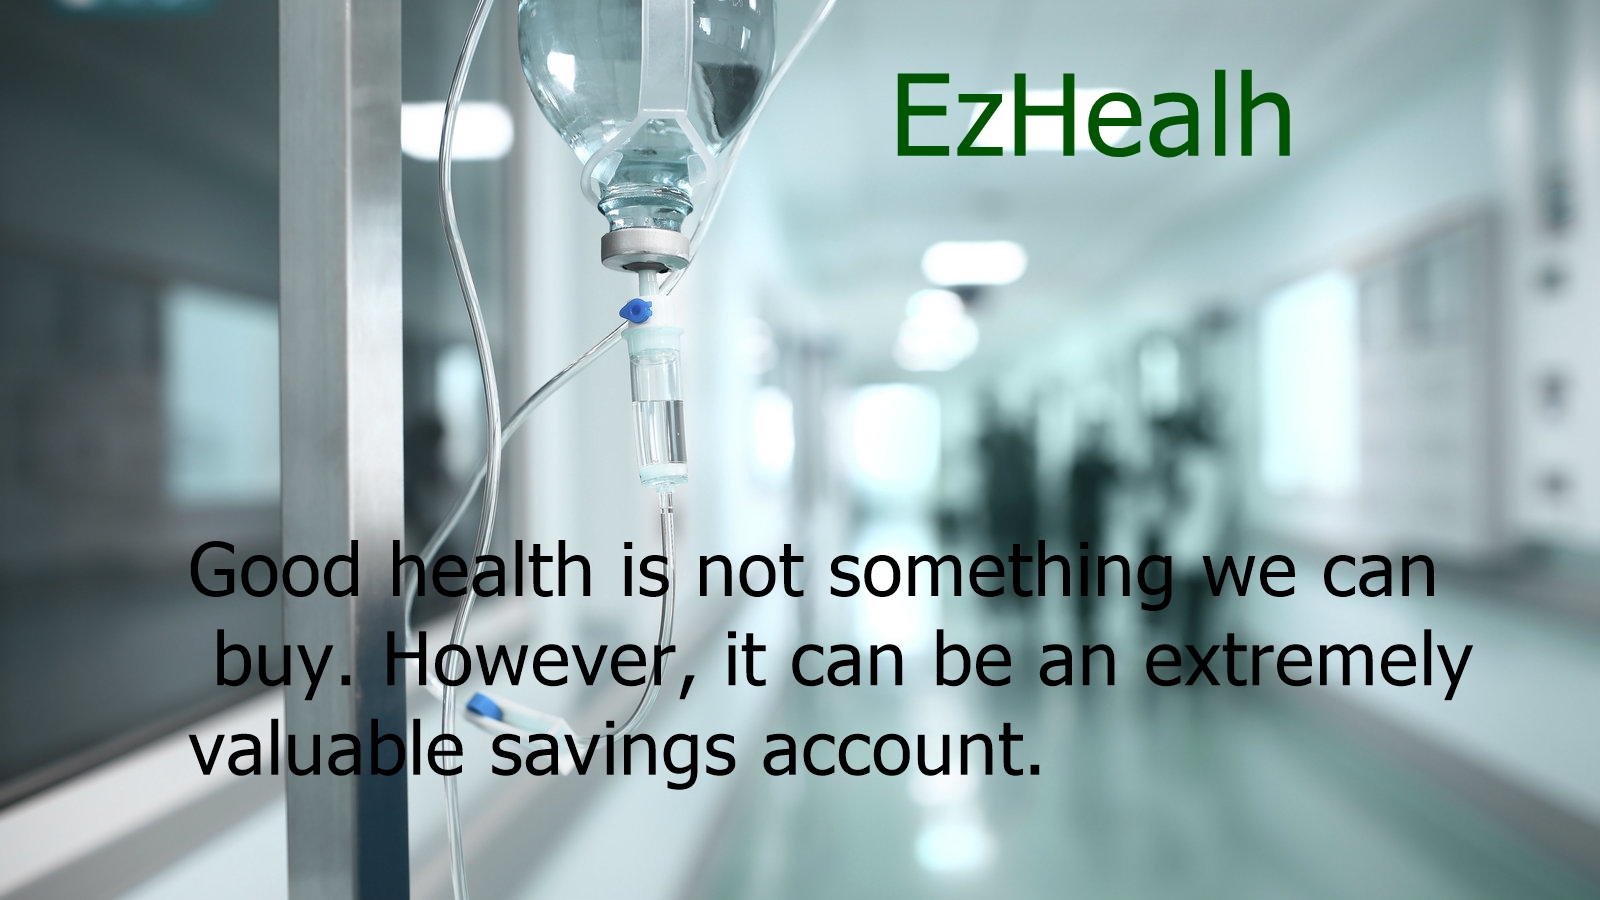 EzHealh
Good health is not something we can
buy. However, it can be an extremely
valuable savings account.